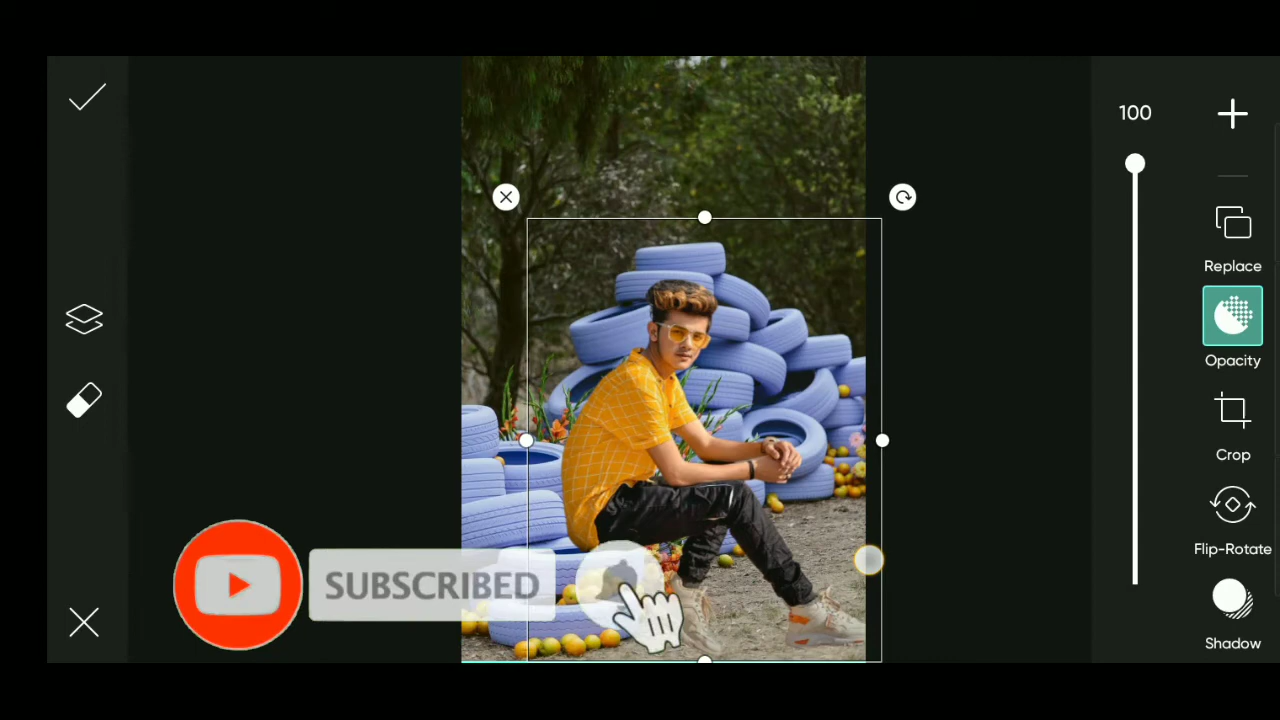 100
Replace
Opacity
Crop
Flip-Rotate
Shadow
SUBSCRIBED